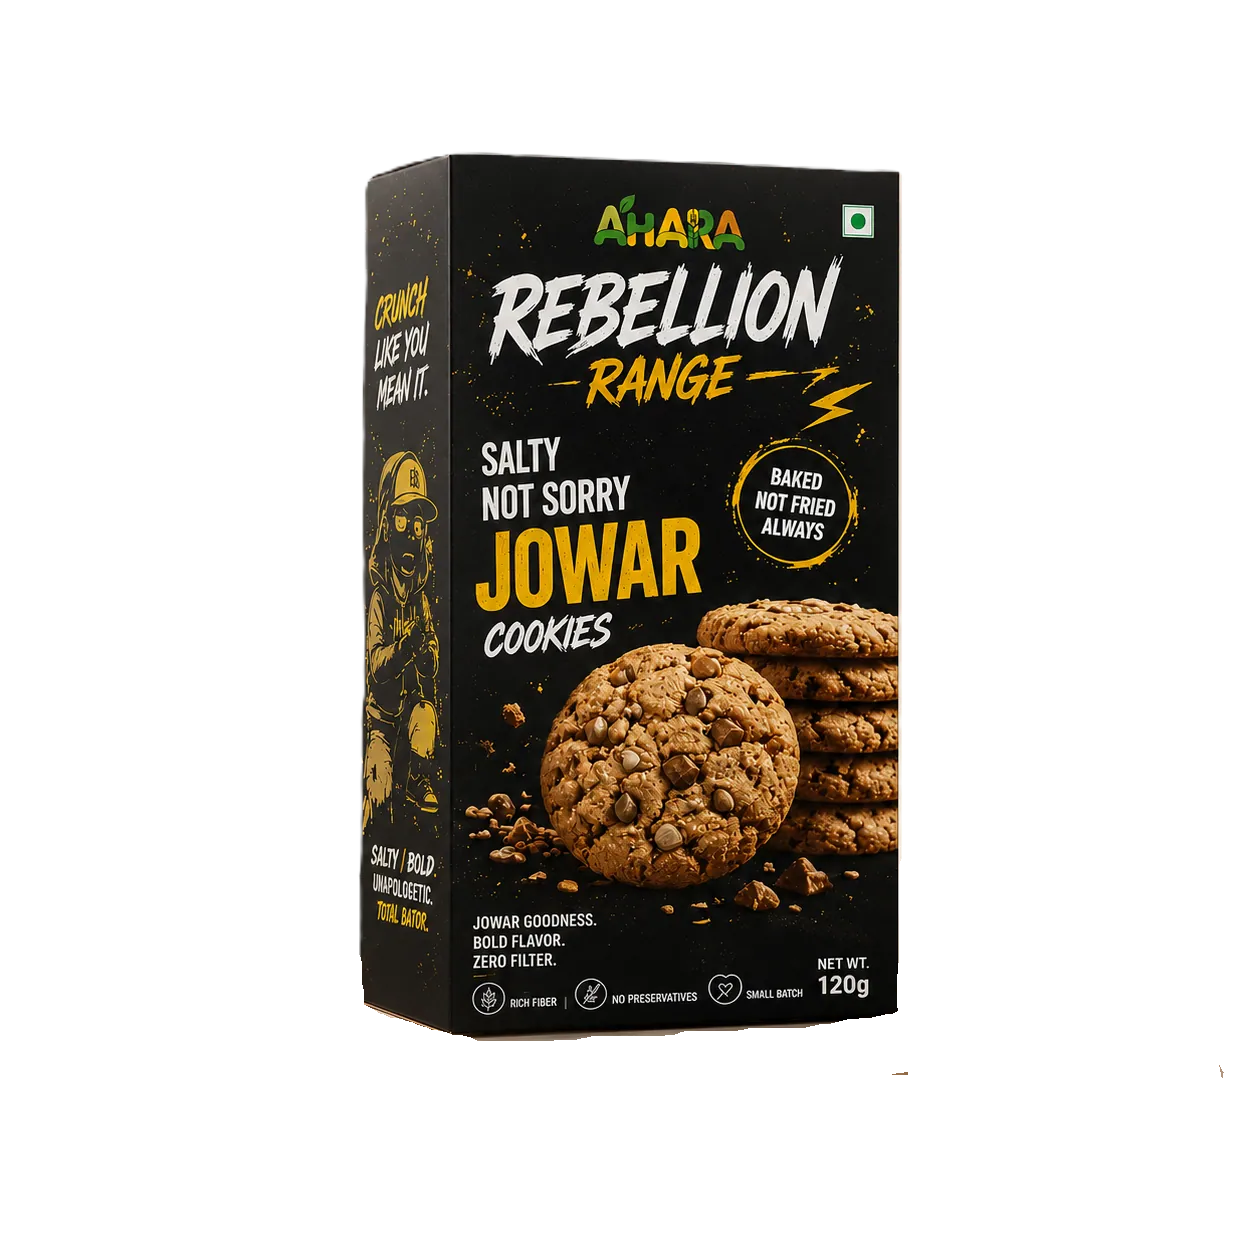 CRUNCH
LIKE YOU
MEAN IT.
SALTY / BOLD.
UNAPOLOGETIC.
TOTAL BATOR.
AHARA
REBELLION
RANGE
SALTY
NOT SORRY
JOWAR
COOKIES
BAKED
NOT FRIED
ALWAYS
JOWAR GOODNESS.
BOLD FLAVOR.
ZERO FILTER.
RICH FIBER | NO PRESERVATIVES SMALL BATCH
NET WT.
120g